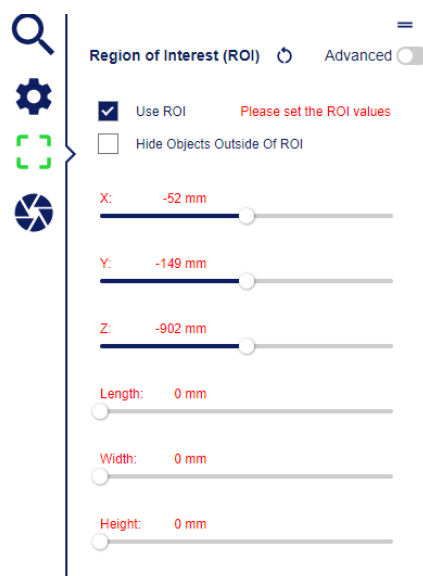 Region of Interest (ROI) Advanced
Use ROI Please set the ROI values
Hide Objects Outside Of ROI
X: -52 mm
Y: -149 mm
Z: -902 mm
Length: 0 mm
Width: 0 mm
Height: 0 mm